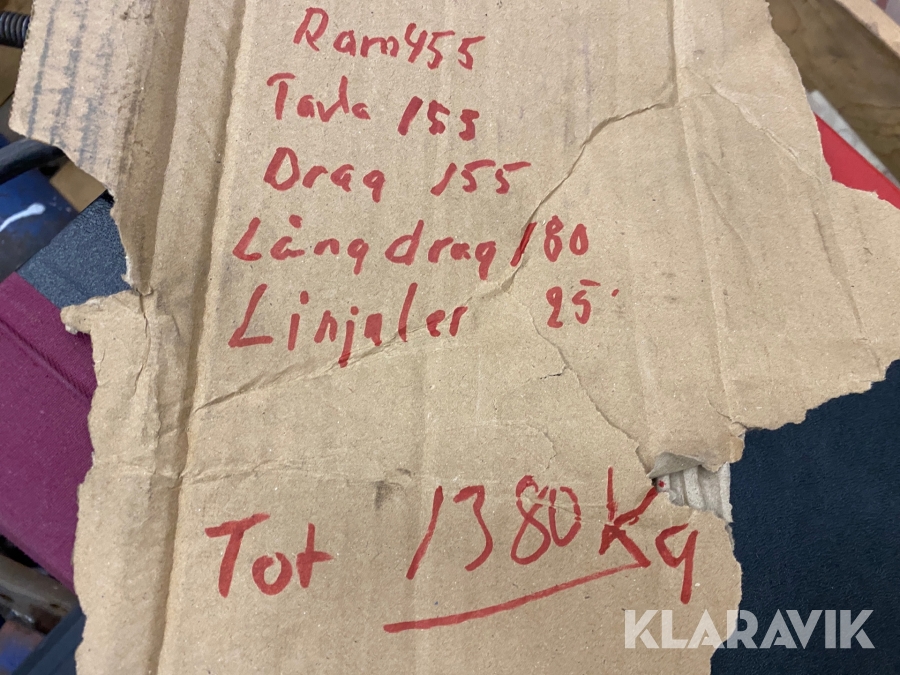 Ram 455
Tavla 155
Drag 155
Långdrag 180
Linjaler 25
Tot 1380 Kg
KLARAVIK